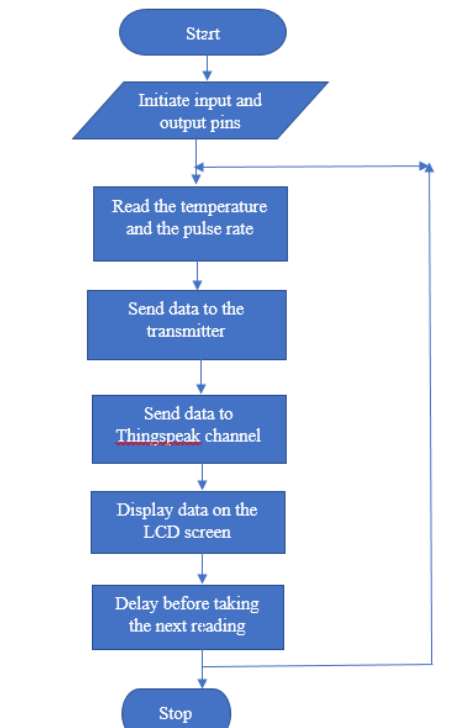 Start
Initiate input and
output pins
Read the temperature
and the pulse rate
Send data to the
transmitter
Send data to
Thingspeak channel
Display data on the
LCD screen
Delay before taking
the next reading
Stop